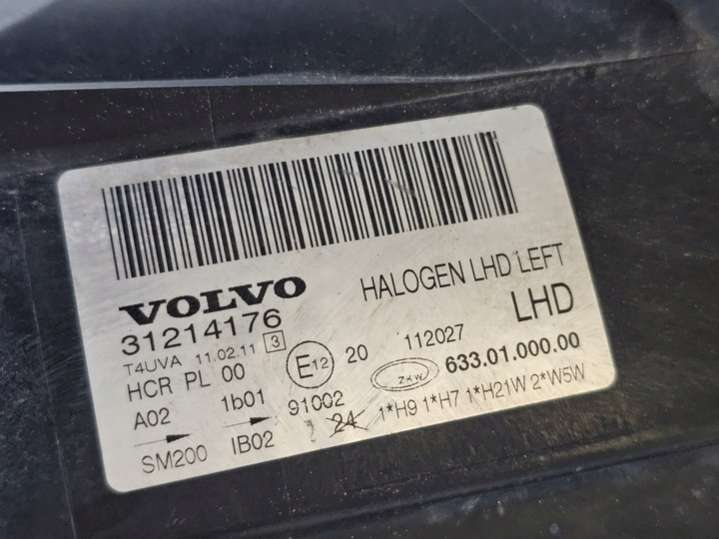 HALOGEN LHD LEFT
VOLVO
31214176
LHD
T4UVA 11.02.11 3
HCR PL 00
E12 20
112027
ZKW 633.01.000.00
A02 1b01 91002
SM200 IB02
24 1*H9 1*H7 1*H21W 2*W5W